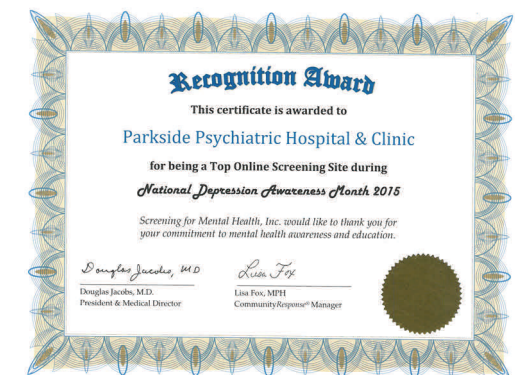 Recognition Award
This certificate is awarded to
Parkside Psychiatric Hospital & Clinic
for being a Top Online Screening Site during
National Depression Awareness Month 2015
Screening for Mental Health, Inc. would like to thank you for
your commitment to mental health awareness and education.
Douglas Jacobs, MD
Lisa Fox
Douglas Jacobs, M.D.
Lisa Fox, MPH
President & Medical Director
CommunityResponse® Manager